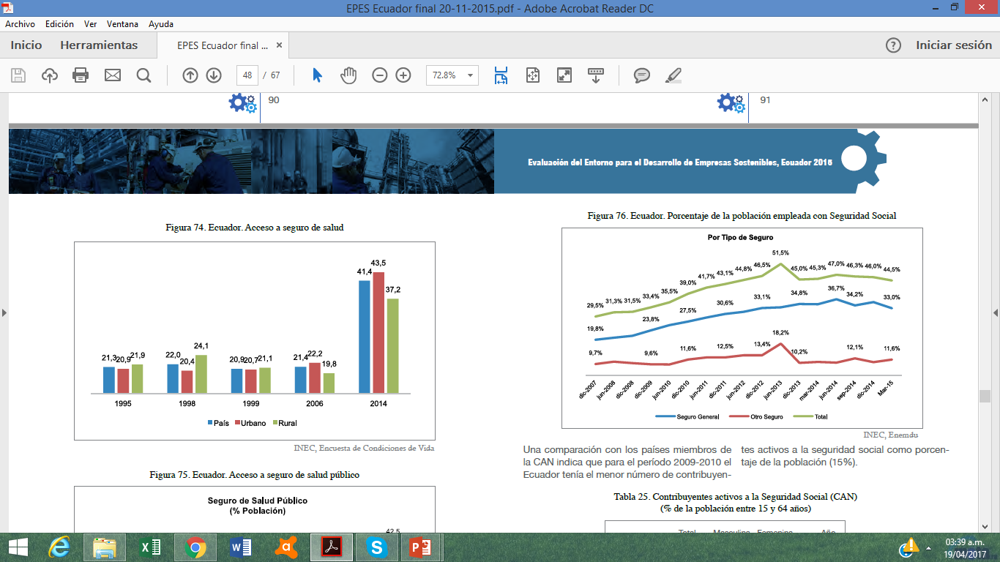 EPES Ecuador final 20-11-2015.pdf - Adobe Acrobat Reader DC
Archivo Edición Ver Ventana Ayuda
Inicio Herramientas EPES Ecuador final ... × Iniciar sesión
48 / 67 72.8%
90
91
Evaluación del Entorno para el Desarrollo de Empresas Sostenibles, Ecuador 2015
Figura 74. Ecuador. Acceso a seguro de salud
21,3 20,9 21,9
22,0 20,4 24,1
20,9 20,7 21,1
21,4 22,2 19,8
41,4 43,5 37,2
1995 1998 1999 2006 2014
País Urbano Rural
INEC, Encuesta de Condiciones de Vida
Figura 75. Ecuador. Acceso a seguro de salud público
Seguro de Salud Público
(% Población)
42,5
Figura 76. Ecuador. Porcentaje de la población empleada con Seguridad Social
Por Tipo de Seguro
29,5% 31,3% 31,5% 33,4% 35,5% 39,0% 41,7% 43,1% 44,8% 46,5% 51,5% 45,0% 45,3% 47,0% 46,3% 46,0% 44,5%
19,8% 23,8% 27,5% 30,6% 33,1% 34,8% 36,7% 34,2% 33,0%
9,7% 9,6% 11,6% 12,5% 13,4% 18,2% 10,2% 12,1% 11,6%
dic-2007 jun-2008 dic-2008 dic-2009 jun-2010 dic-2010 jun-2011 dic-2011 jun-2012 dic-2012 jun-2013 dic-2013 mar-2014 jun-2014 sep-2014 dic-2014 Mar-15
Seguro General Otro Seguro Total
INEC, Enemdu
Una comparación con los países miembros de
la CAN indica que para el período 2009-2010 el
Ecuador tenía el menor número de contribuyen-
tes activos a la seguridad social como porcen-
taje de la población (15%).
Tabla 25. Contribuyentes activos a la Seguridad Social (CAN)
(% de la población entre 15 y 64 años)
Total Masculino Femenino Año
03:39 a.m.
19/04/2017